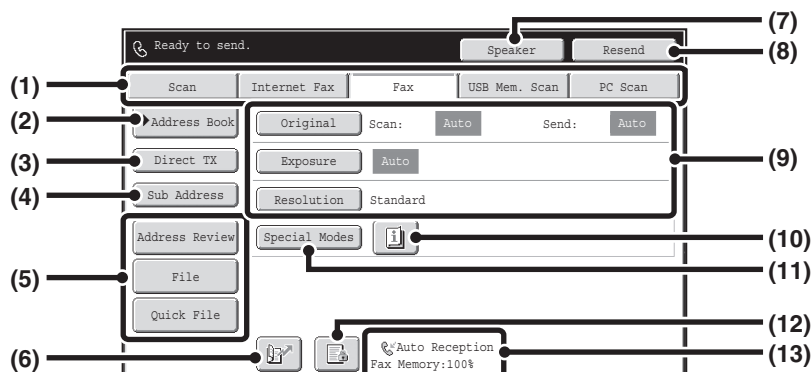 (7)
Ready to send.
Speaker
Resend
(8)
(1)
Scan
Internet Fax
Fax
USB Mem. Scan
PC Scan
(2)
Address Book
Original
Scan:
Auto
Send:
Auto
(9)
(3)
Direct TX
Exposure
Auto
(4)
Sub Address
Resolution
Standard
Address Review
Special Modes
(10)
(11)
(5)
File
Quick File
(12)
(6)
Auto Reception
(13)
Fax Memory:100%